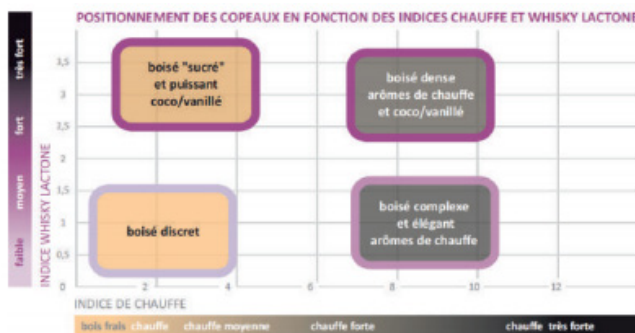 POSITIONNEMENT DES COPEAUX EN FONCTION DES INDICES CHAUFFE ET WHISKY LACTONE
très fort
fort
moyen
faible
INDICE WHISKY LACTONE
3,5
3
2,5
2
1,5
1
0,5
0
boisé "sucré"
et puissant
coco/vanillé
boisé dense
arômes de chauffe
et coco/vanillé
boisé discret
boisé complexe
et élégant
arômes de chauffe
2
4
6
8
10
12
INDICE DE CHAUFFE
bois frais chauffe chauffe moyenne chauffe forte chauffe très forte